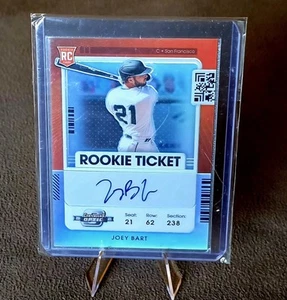 RC
C • San Francisco
21
ROOKIE TICKET
Seat: Row: Section:
21 62 238
JOEY BART